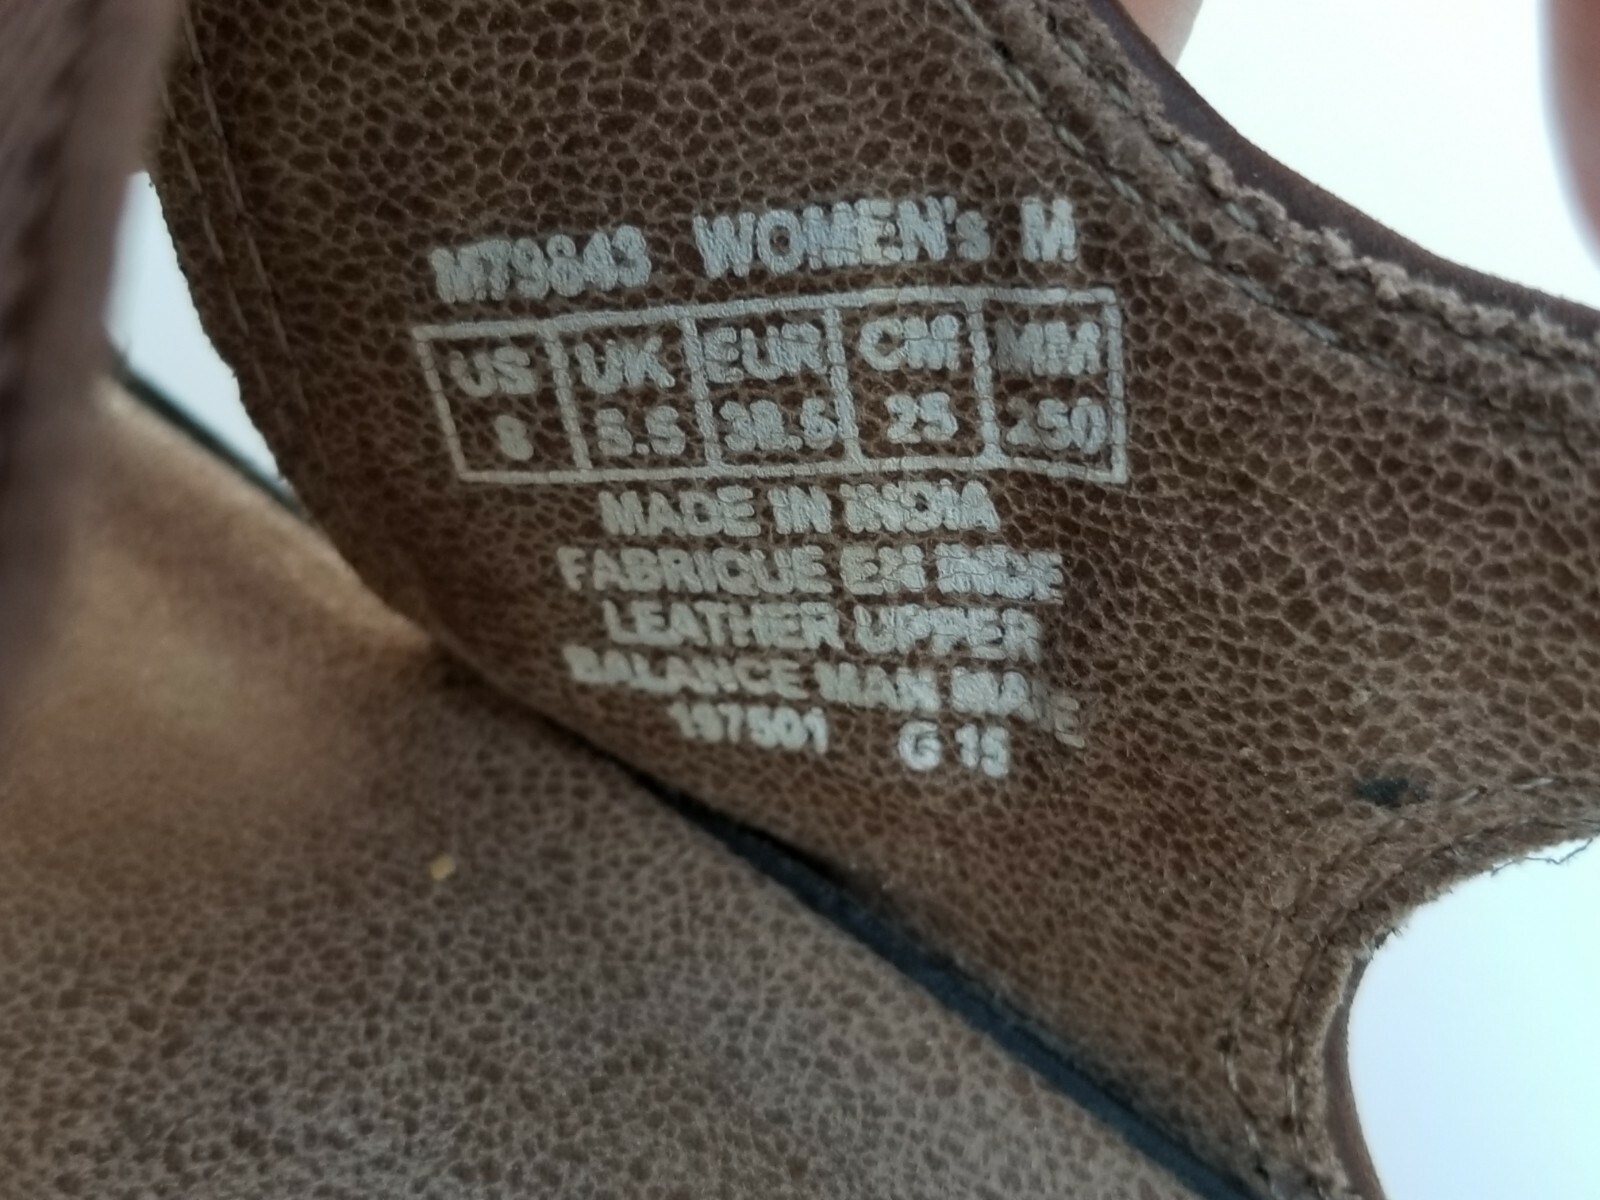 M79843 WOMEN's M
US UK EUR CM MM
8 5.5 38.5 25 250
MADE IN INDIA
FABRIQUE EN INDE
LEATHER UPPER
BALANCE MAN MADE
197501 G 15